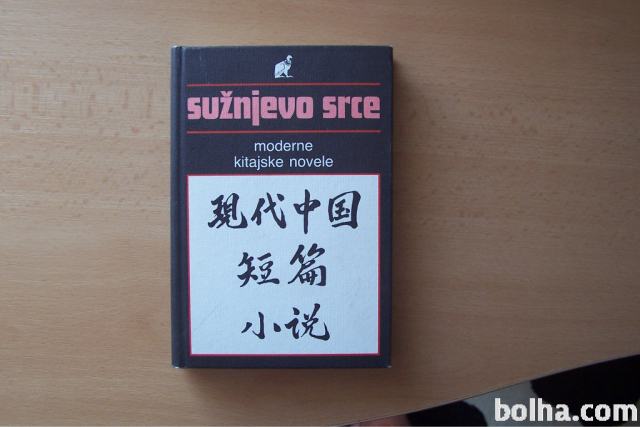 sužnjevo srce
moderne
kitajske novele
現代中国
短篇
小说
bolha.com